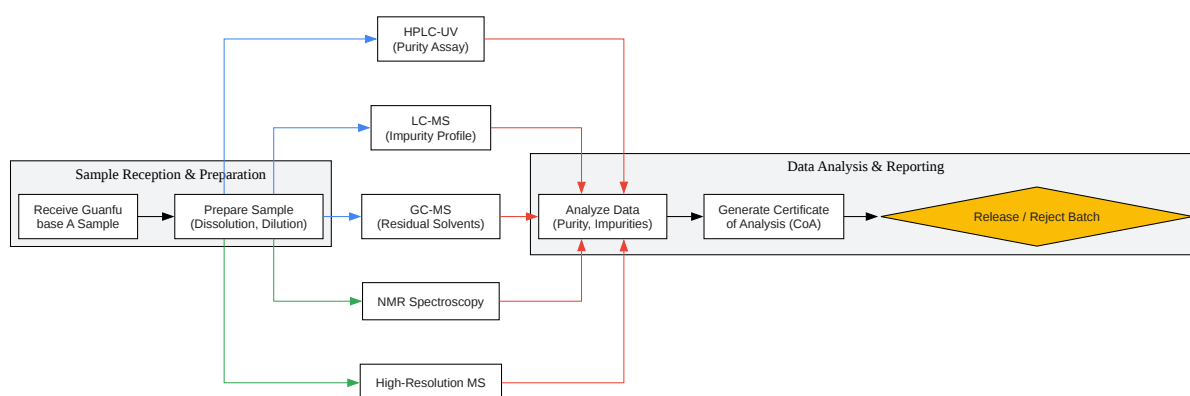 HPLC-UV
(Purity Assay)
LC-MS
(Impurity Profile)
Sample Reception & Preparation
Receive Guanfu
base A Sample
Prepare Sample
(Dissolution, Dilution)
GC-MS
(Residual Solvents)
Data Analysis & Reporting
Analyze Data
(Purity, Impurities)
Generate Certificate
of Analysis (CoA)
Release / Reject Batch
NMR Spectroscopy
High-Resolution MS